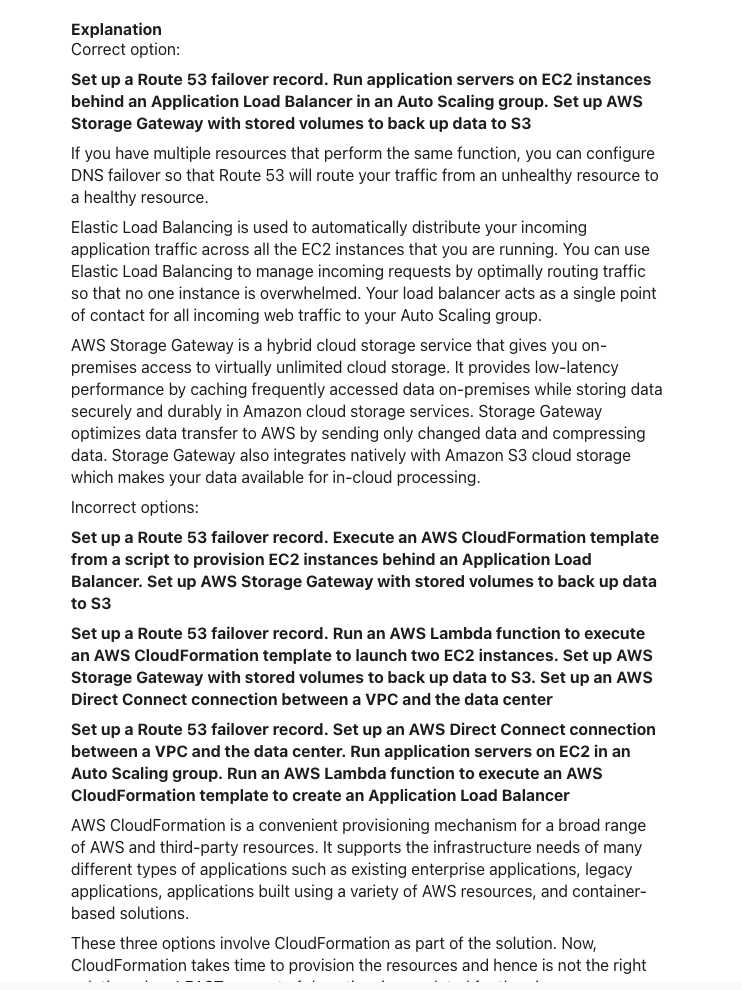 Explanation
Correct option:
Set up a Route 53 failover record. Run application servers on EC2 instances
behind an Application Load Balancer in an Auto Scaling group. Set up AWS
Storage Gateway with stored volumes to back up data to S3
If you have multiple resources that perform the same function, you can configure
DNS failover so that Route 53 will route your traffic from an unhealthy resource to
a healthy resource.
Elastic Load Balancing is used to automatically distribute your incoming
application traffic across all the EC2 instances that you are running. You can use
Elastic Load Balancing to manage incoming requests by optimally routing traffic
so that no one instance is overwhelmed. Your load balancer acts as a single point
of contact for all incoming web traffic to your Auto Scaling group.
AWS Storage Gateway is a hybrid cloud storage service that gives you on-
premises access to virtually unlimited cloud storage. It provides low-latency
performance by caching frequently accessed data on-premises while storing data
securely and durably in Amazon cloud storage services. Storage Gateway
optimizes data transfer to AWS by sending only changed data and compressing
data. Storage Gateway also integrates natively with Amazon S3 cloud storage
which makes your data available for in-cloud processing.
Incorrect options:
Set up a Route 53 failover record. Execute an AWS CloudFormation template
from a script to provision EC2 instances behind an Application Load
Balancer. Set up AWS Storage Gateway with stored volumes to back up data
to S3
Set up a Route 53 failover record. Run an AWS Lambda function to execute
an AWS CloudFormation template to launch two EC2 instances. Set up AWS
Storage Gateway with stored volumes to back up data to S3. Set up an AWS
Direct Connect connection between a VPC and the data center
Set up a Route 53 failover record. Set up an AWS Direct Connect connection
between a VPC and the data center. Run application servers on EC2 in an
Auto Scaling group. Run an AWS Lambda function to execute an AWS
CloudFormation template to create an Application Load Balancer
AWS CloudFormation is a convenient provisioning mechanism for a broad range
of AWS and third-party resources. It supports the infrastructure needs of many
different types of applications such as existing enterprise applications, legacy
applications, applications built using a variety of AWS resources, and container-
based solutions.
These three options involve CloudFormation as part of the solution. Now,
CloudFormation takes time to provision the resources and hence is not the right